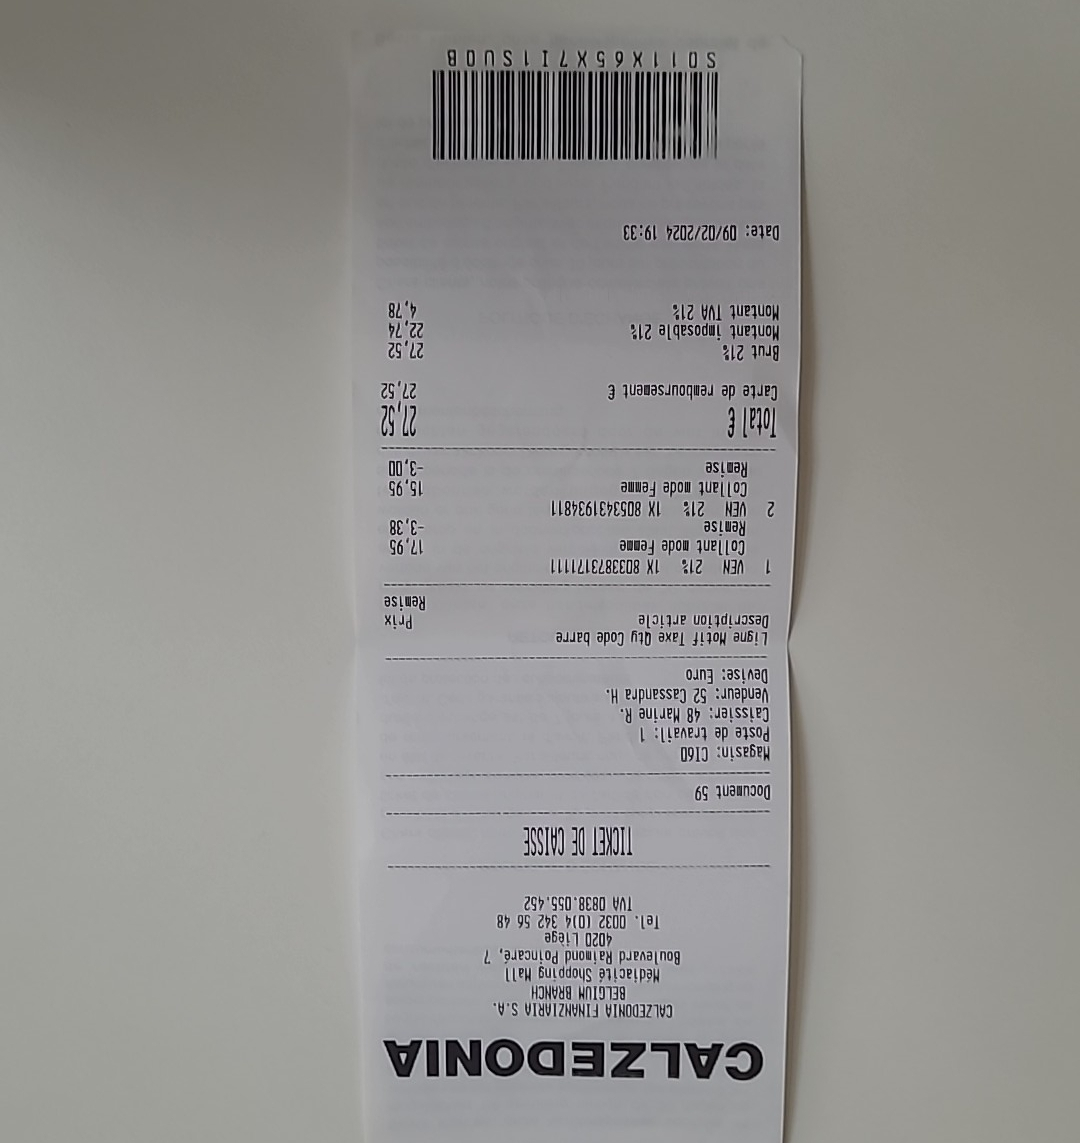 CALZEDONIA
CALZEDONIA FINANZIARIA S.A.
BELGIUM BRANCH
Médiacité Shopping Mall
Boulevard Raimond Poincaré, 7
4020 Liège
Tel. 0032 (0)4 342 56 48
TVA 0838.055.452
TICKET DE CAISSE
Document 59
Magasin: CI6D
Poste de travail: 1
Caissier: 48 Marine R.
Vendeur: 52 Cassandra H.
Devise: Euro
Ligne Motif Taxe Qty Code barre
Description article Prix
Remise
1 VEN 21% 1X 8033873171111
Collant mode Femme 17,95
Remise -3,38
2 VEN 21% 1X 8053431934811
Collant mode Femme 15,95
Remise -3,00
Total € 27,52
Carte de remboursement € 27,52
Brut 21% 27,52
Montant imposable 21% 22,74
Montant TVA 21% 4,78
Date: 09/02/2024 19:33
S011X65X7I1SU0B